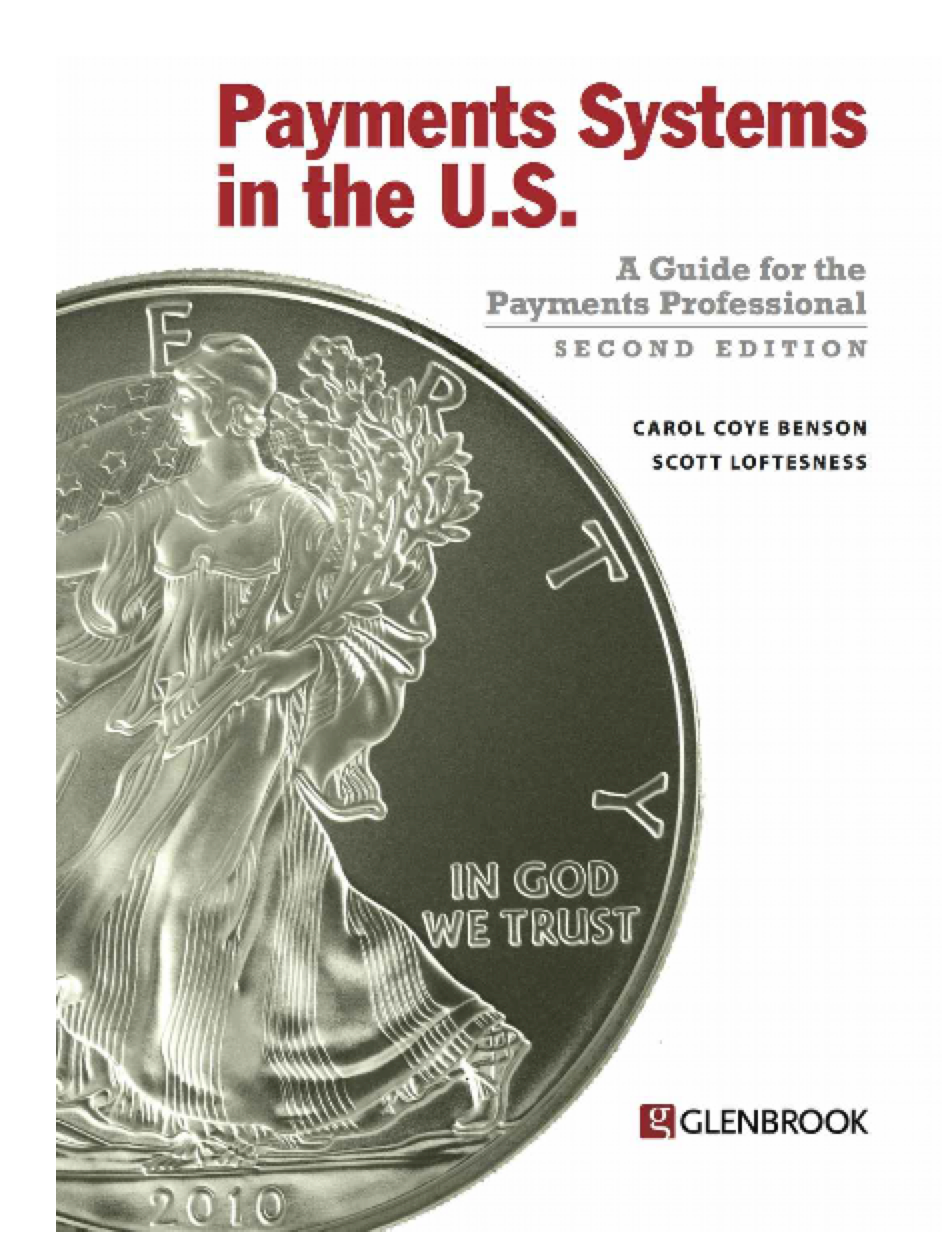 Payments Systems
in the U.S.
A Guide for the
Payments Professional
SECOND EDITION
CAROL COYE BENSON
SCOTT LOFTESNESS
E R T Y
IN GOD
WE TRUST
g GLENBROOK
2010